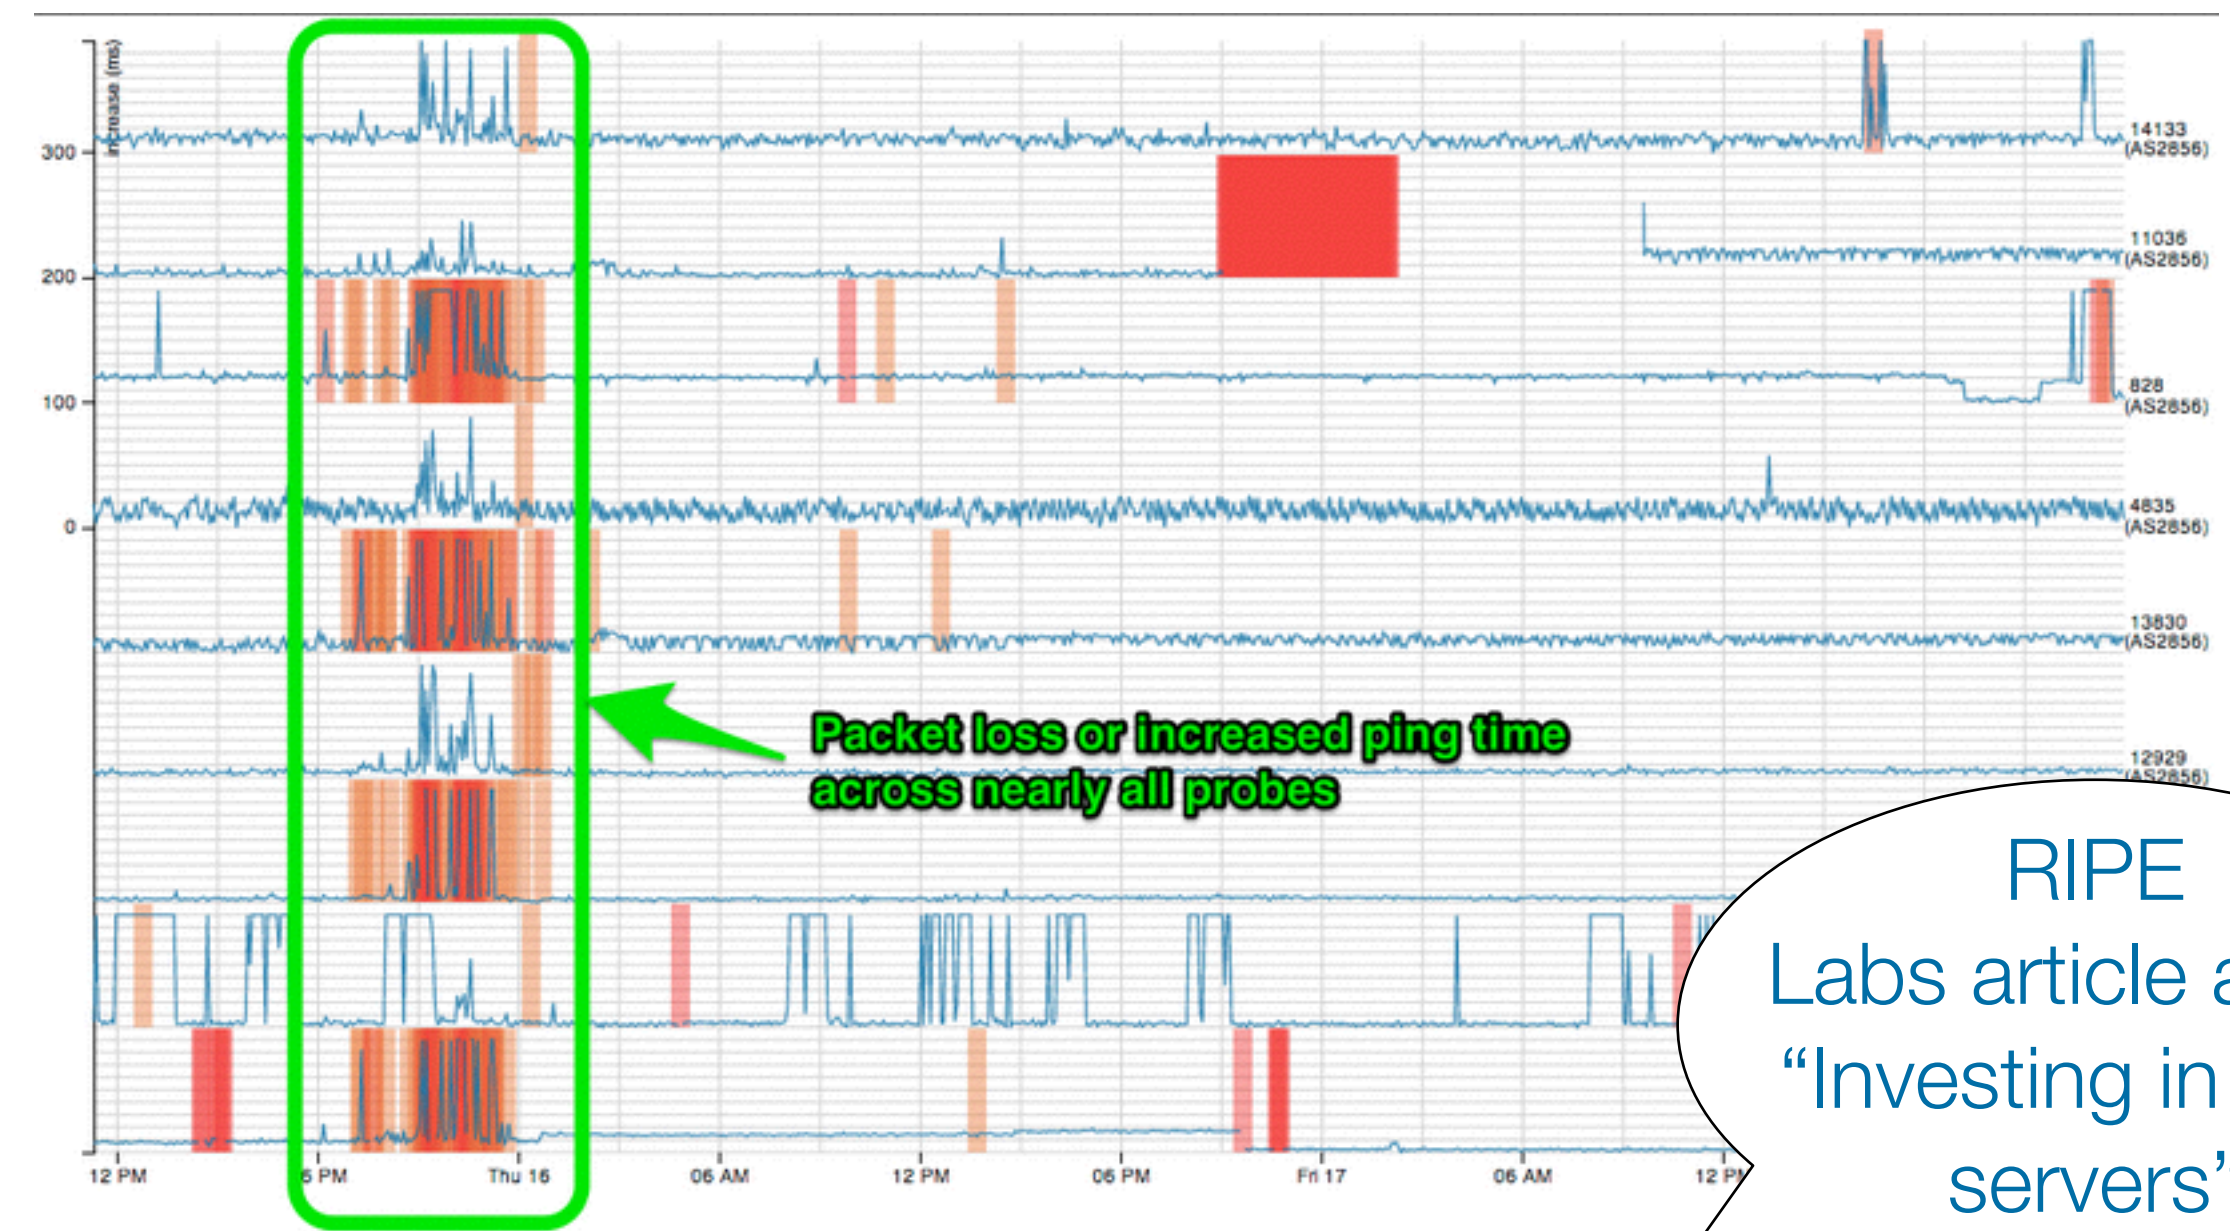 increase (ms)
300
200
100
0
14133
(AS2856)
11036
(AS2856)
828
(AS2856)
4835
(AS2856)
13830
(AS2856)
12929
(AS2856)
Packet loss or increased ping time
across nearly all probes
RIPE
Labs article a
“Investing in
servers”
12 PM
6 PM
Thu 16
06 AM
12 PM
06 PM
Fri 17
06 AM
12 PM